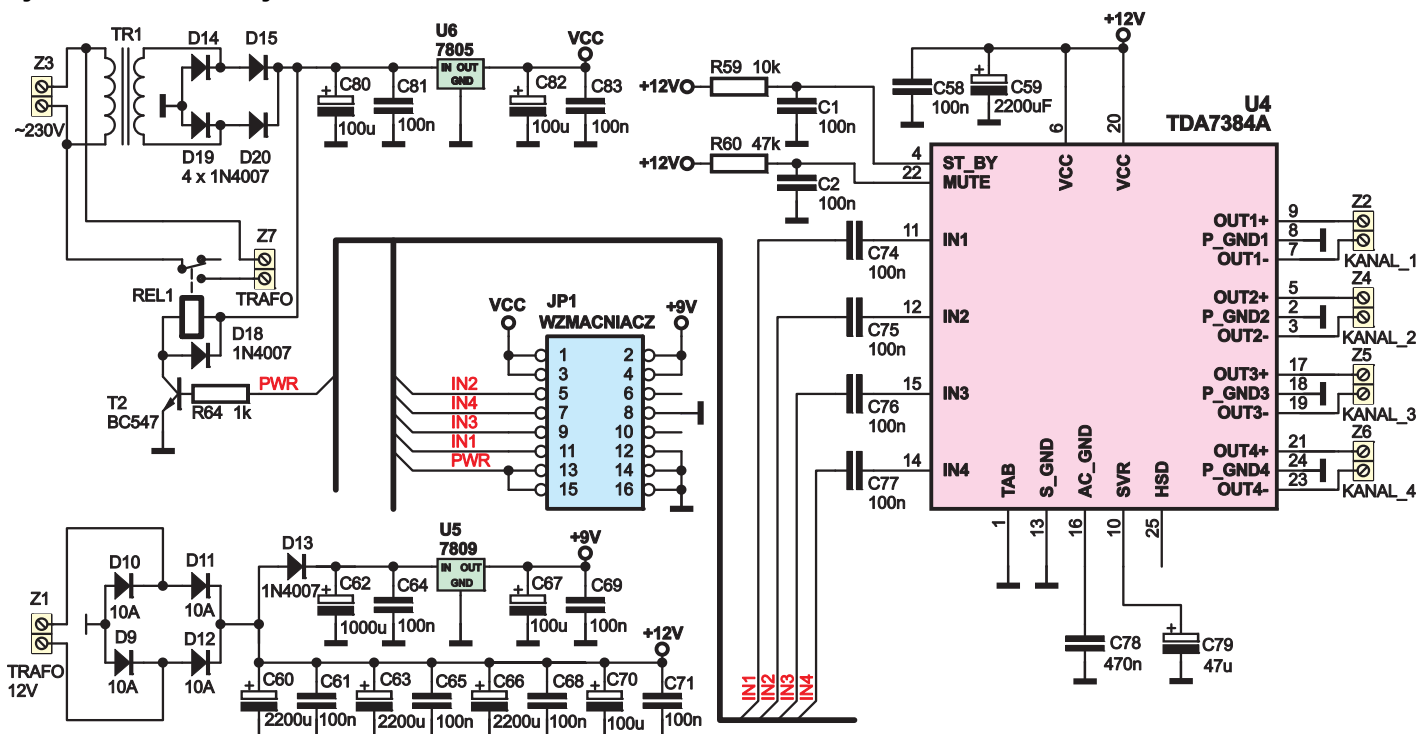 TR1
D14 D15
Z3
~230V
D19 D20
4 x 1N4007
C80
100u
C81
100n
U6
7805
IN OUT
GND
C82
100u
C83
100n
VCC
+12V R59 10k
C1
100n
+12V R60 47k
C2
100n
+12V
C58
100n
+
C59
2200uF
U4
TDA7384A
6 20
VCC VCC
4 ST_BY
22 MUTE
11 IN1
12 IN2
15 IN3
14 IN4
C74
100n
C75
100n
C76
100n
C77
100n
OUT1+ 9
P_GND1 8
OUT1- 7
Z2
KANAL_1
OUT2+ 5
P_GND2 2
OUT2- 3
Z4
KANAL_2
OUT3+ 17
P_GND3 18
OUT3- 19
Z5
KANAL_3
OUT4+ 21
P_GND4 24
OUT4- 23
Z6
KANAL_4
TAB S_GND AC_GND SVR HSD
1 13 16 10 25
C78
470n
+
C79
47u
Z7
TRAFO
REL1
D18
1N4007
T2
BC547
R64 1k
PWR
VCC
JP1
WZMACNIACZ
+9V
1 2
3 4
IN2 5 6
IN4 7 8
IN3 9 10
IN1 11 12
PWR 13 14
15 16
Z1
TRAFO
12V
D10
10A
D11
10A
D9
10A
D12
10A
D13
1N4007
+
C62
1000u
C64
100n
U5
7809
IN OUT
GND
+
C67
100u
C69
100n
+9V
+12V
+
C60
2200u
C61
100n
+
C63
2200u
C65
100n
+
C66
2200u
C68
100n
+
C70
100u
C71
100n
IN1
IN2
IN3
IN4